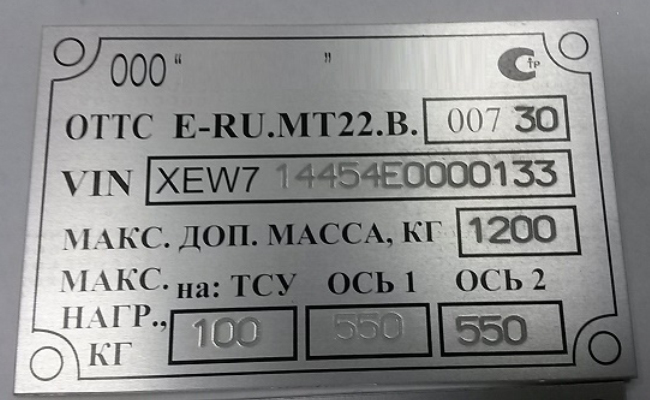 ООО “ ” Стр
ОТТС E-RU.MT22.B. 007 30
VIN XEW7 14454E0000133
МАКС. ДОП. МАССА, КГ 1200
МАКС. на: ТСУ ОСЬ 1 ОСЬ 2
НАГР., 100 550 550
КГ